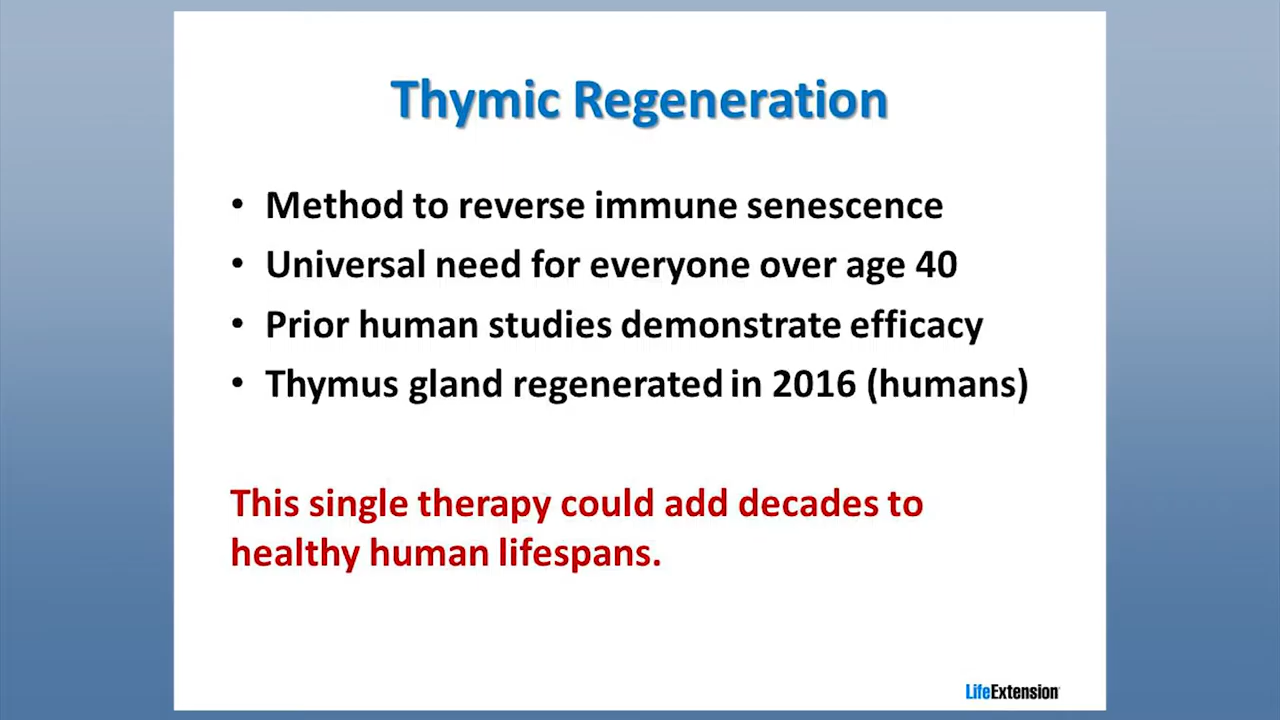 Thymic Regeneration
• Method to reverse immune senescence
• Universal need for everyone over age 40
• Prior human studies demonstrate efficacy
• Thymus gland regenerated in 2016 (humans)
This single therapy could add decades to
healthy human lifespans.
LifeExtension